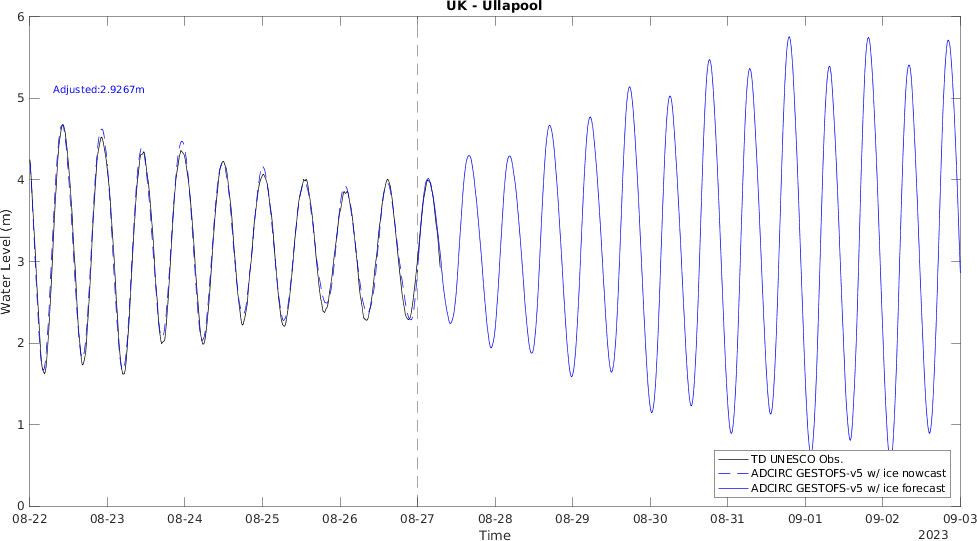 UK - Ullapool
Adjusted:2.9267m
6
5
4
3
2
1
0
Water Level (m)
TD UNESCO Obs.
ADCIRC GESTOFS-v5 w/ ice nowcast
ADCIRC GESTOFS-v5 w/ ice forecast
08-22 08-23 08-24 08-25 08-26 08-27 08-28 08-29 08-30 08-31 09-01 09-02 09-03
Time
2023